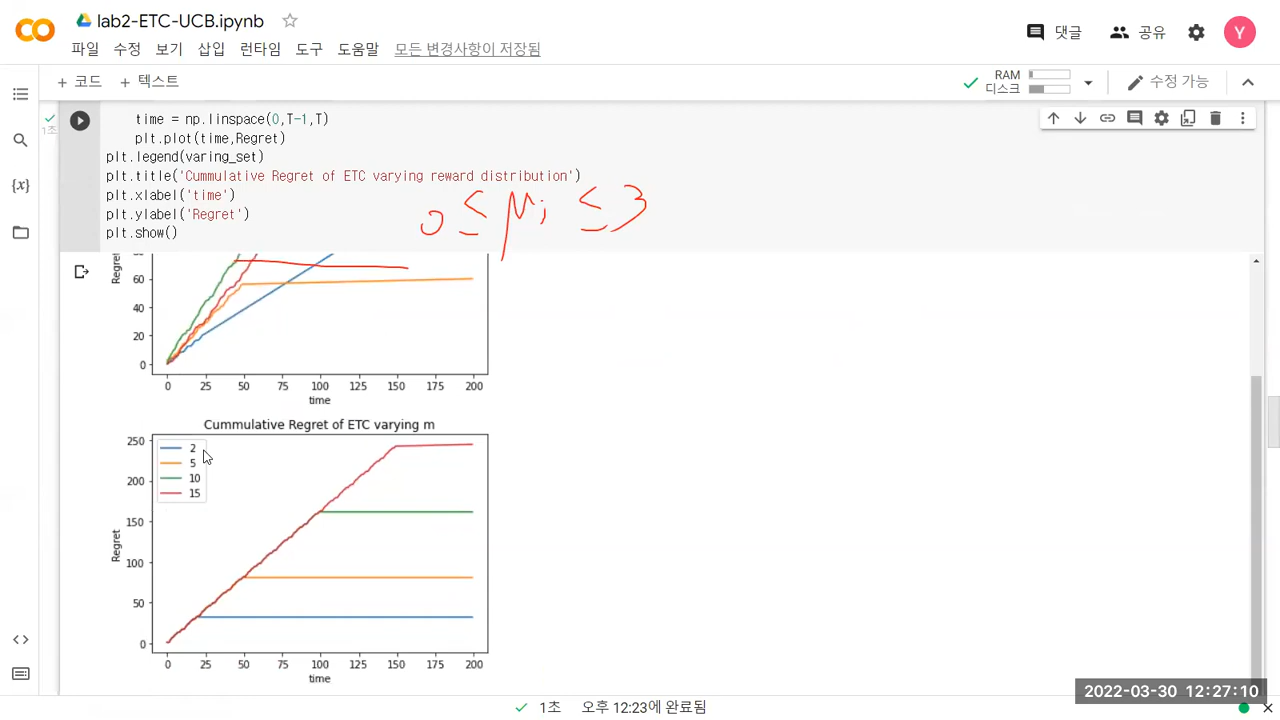 lab2-ETC-UCB.ipynb
댓글
공유
Y
파일 수정 보기 삽입 런타임 도구 도움말 모든 변경사항이 저장됨
+ 코드 + 텍스트
RAM
디스크
수정 가능
1초
time = np.linspace(0,T-1,T)
plt.plot(time,Regret)
plt.legend(varing_set)
plt.title('Cummulative Regret of ETC varying reward distribution')
plt.xlabel('time')
plt.ylabel('Regret')
plt.show()
0 ≤ μi ≤ 3
Regret
60
40
20
0
0 25 50 75 100 125 150 175 200
time
Cummulative Regret of ETC varying m
2
5
10
15
Regret
250
200
150
100
50
0
0 25 50 75 100 125 150 175 200
time
2022-03-30 12:27:10
1초 오후 12:23에 완료됨